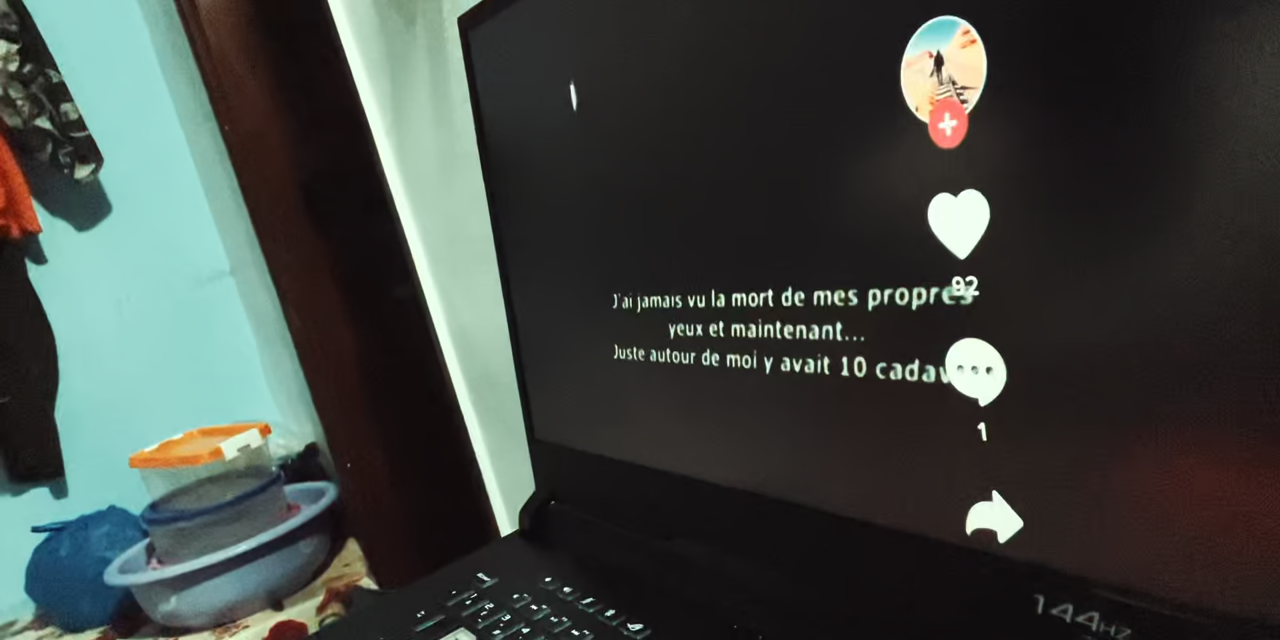 92
J'ai jamais vu la mort de mes propres
yeux et maintenant...
Juste autour de moi y avait 10
1
144Hz